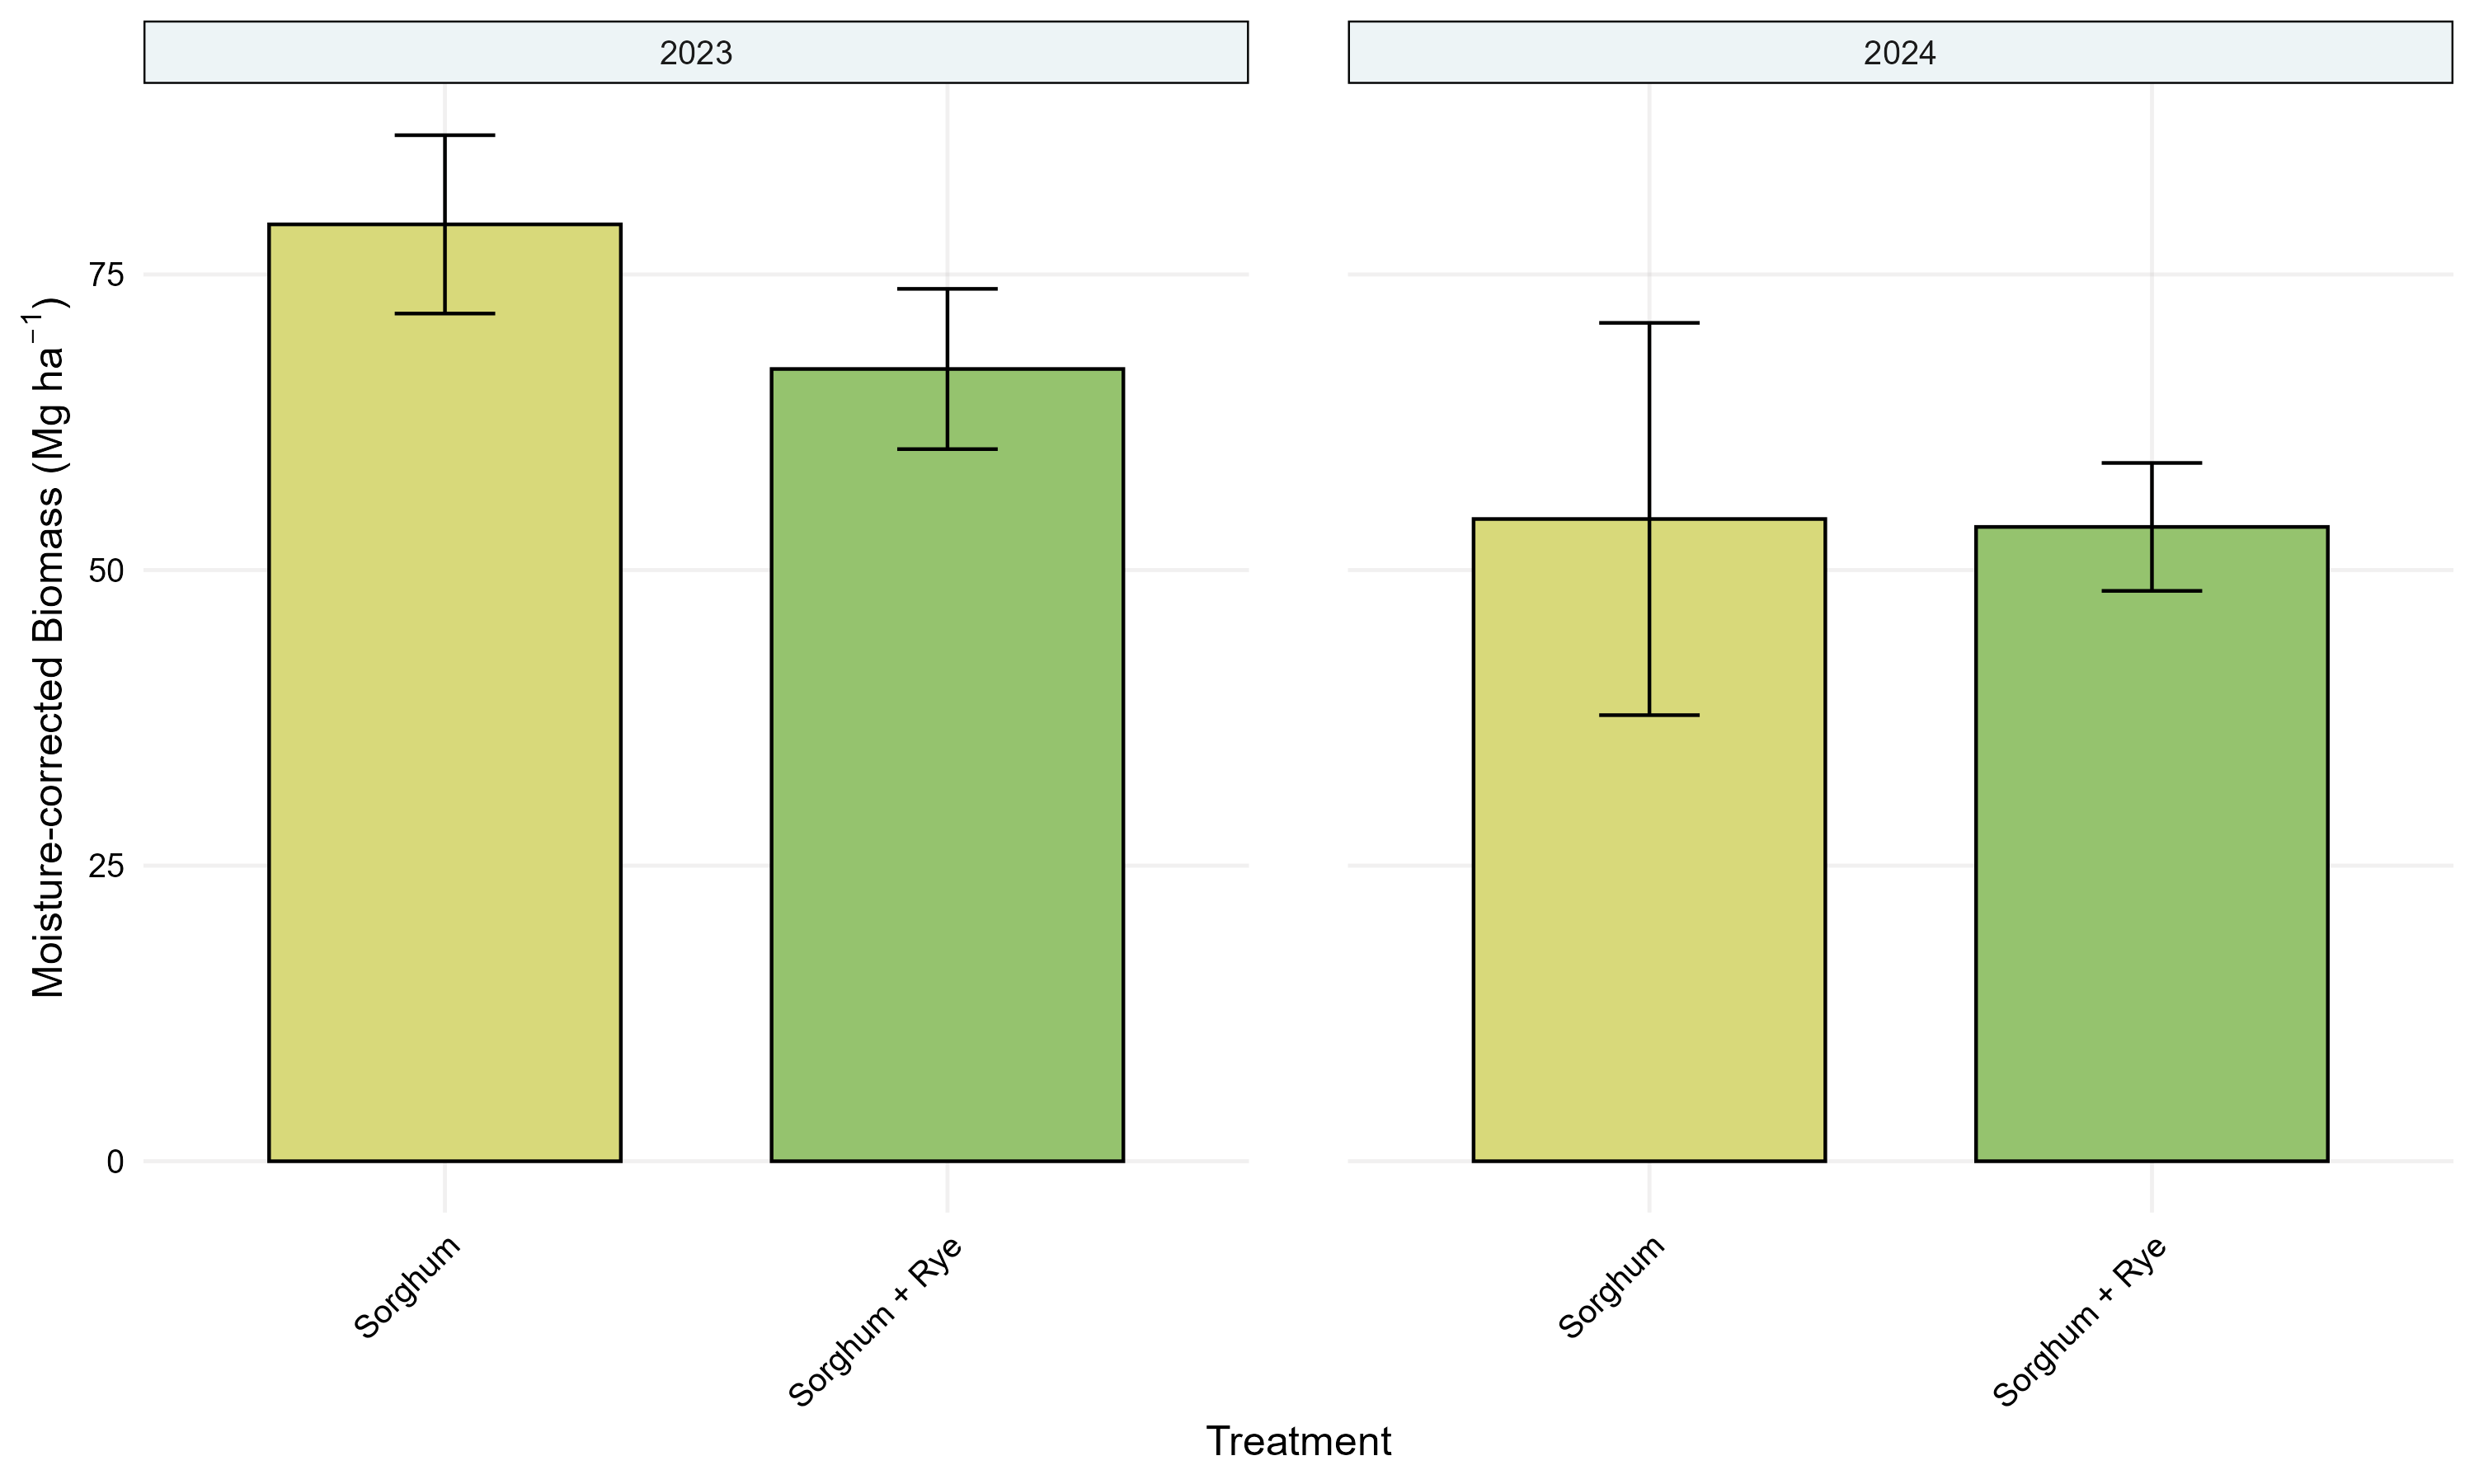 2023
2024
Moisture-corrected Biomass (Mg ha⁻¹)
75
50
25
0
Sorghum
Sorghum + Rye
Sorghum
Sorghum + Rye
Treatment